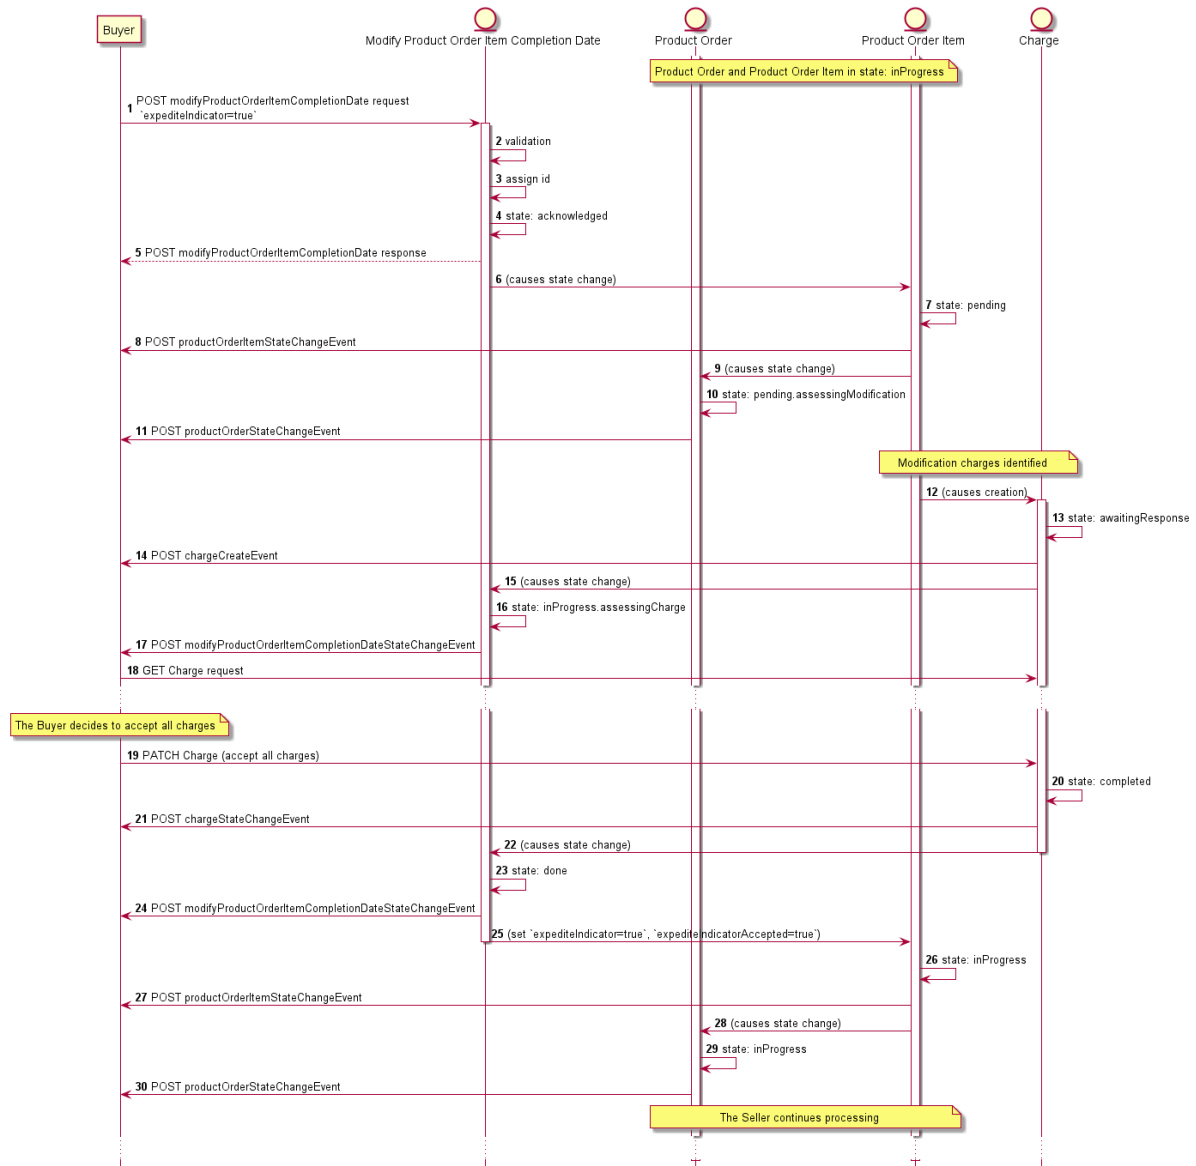 Buyer
Modify Product Order Item Completion Date
Product Order
Product Order Item
Charge
Product Order and Product Order Item in state: inProgress
1 POST modifyProductOrderItemCompletionDate request
`expediteIndicator=true`
2 validation
3 assign id
4 state: acknowledged
5 POST modifyProductOrderItemCompletionDate response
6 (causes state change)
7 state: pending
8 POST productOrderItemStateChangeEvent
9 (causes state change)
10 state: pending.assessingModification
11 POST productOrderStateChangeEvent
Modification charges identified
12 (causes creation)
13 state: awaitingResponse
14 POST chargeCreateEvent
15 (causes state change)
16 state: inProgress.assessingCharge
17 POST modifyProductOrderItemCompletionDateStateChangeEvent
18 GET Charge request
The Buyer decides to accept all charges
19 PATCH Charge (accept all charges)
20 state: completed
21 POST chargeStateChangeEvent
22 (causes state change)
23 state: done
24 POST modifyProductOrderItemCompletionDateStateChangeEvent
25 (set `expediteIndicator=true`, `expediteIndicatorAccepted=true`)
26 state: inProgress
27 POST productOrderItemStateChangeEvent
28 (causes state change)
29 state: inProgress
30 POST productOrderStateChangeEvent
The Seller continues processing